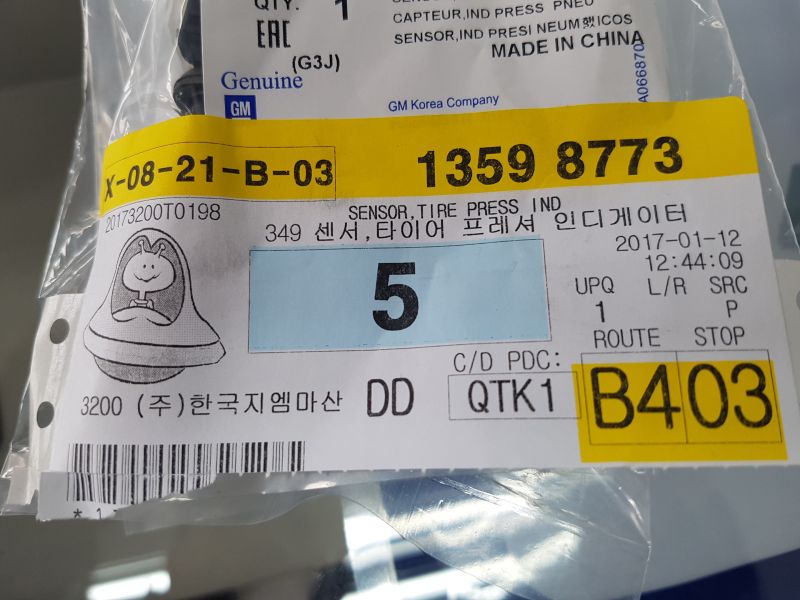 QTY. 1
EAC
(G3J)
CAPTEUR,IND PRESS PNEU
SENSOR,IND PRESI NEUM ICOS
MADE IN CHINA
Genuine
GM
GM Korea Company
A066870
X-08-21-B-03
1359 8773
20173200T0198
SENSOR,TIRE PRESS IND
349 센서,타이어 프레셔 인디게이터
2017-01-12
12:44:09
5
UPQ L/R SRC
1 P
ROUTE STOP
C/D PDC:
3200 (주)한국지엠마산 DD QTK1 B4 03